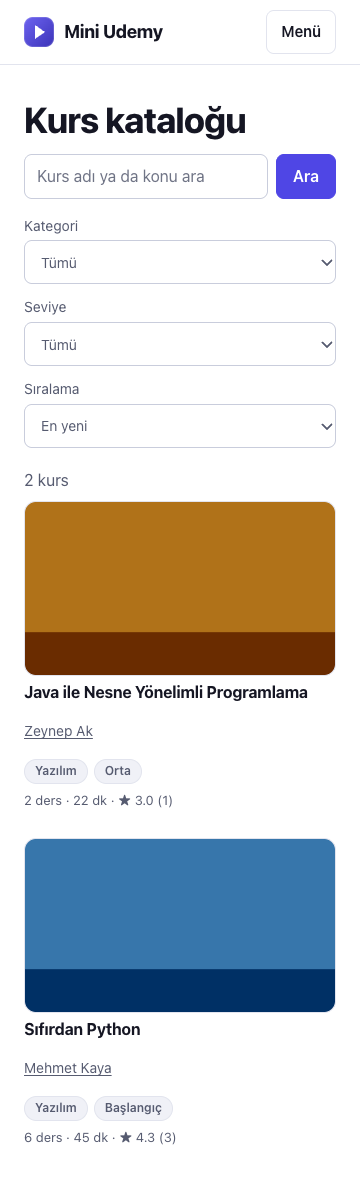 Mini Udemy
Menü
Kurs kataloğu
Kurs adı ya da konu ara
Ara
Kategori
Tümü
Seviye
Tümü
Sıralama
En yeni
2 kurs
Java ile Nesne Yönelimli Programlama
Zeynep Ak
Yazılım
Orta
2 ders · 22 dk · ★ 3.0 (1)
Sıfırdan Python
Mehmet Kaya
Yazılım
Başlangıç
6 ders · 45 dk · ★ 4.3 (3)